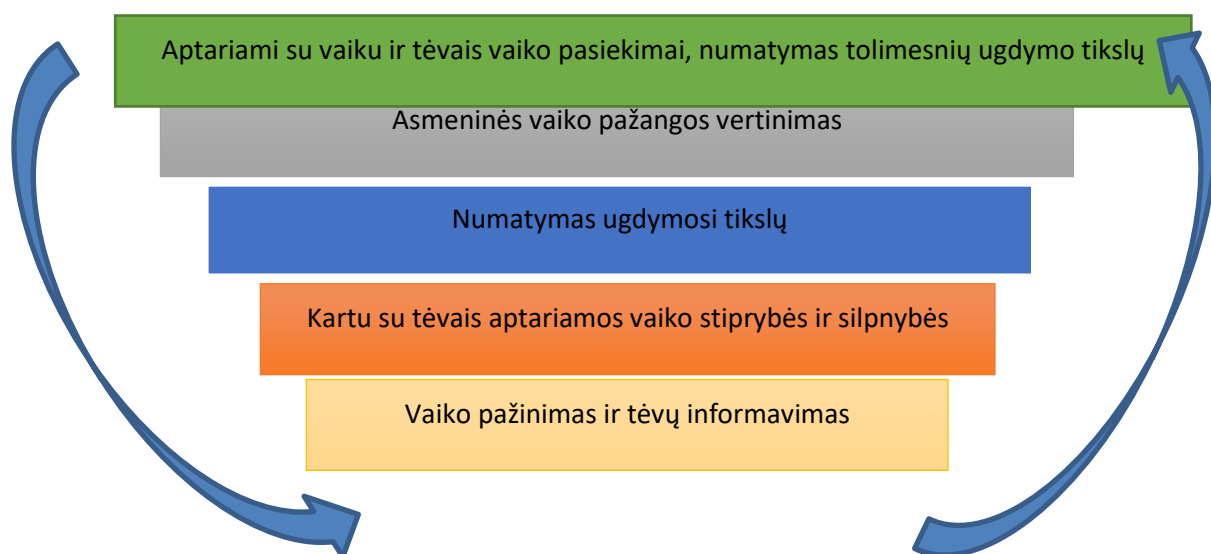 Aptariami su vaiku ir tėvais vaiko pasiekimai, numatymas tolimesnių ugdymo tikslų
Asmeninės vaiko pažangos vertinimas
Numatymas ugdymosi tikslų
Kartu su tėvais aptariamos vaiko stiprybės ir silpnybės
Vaiko pažinimas ir tėvų informavimas